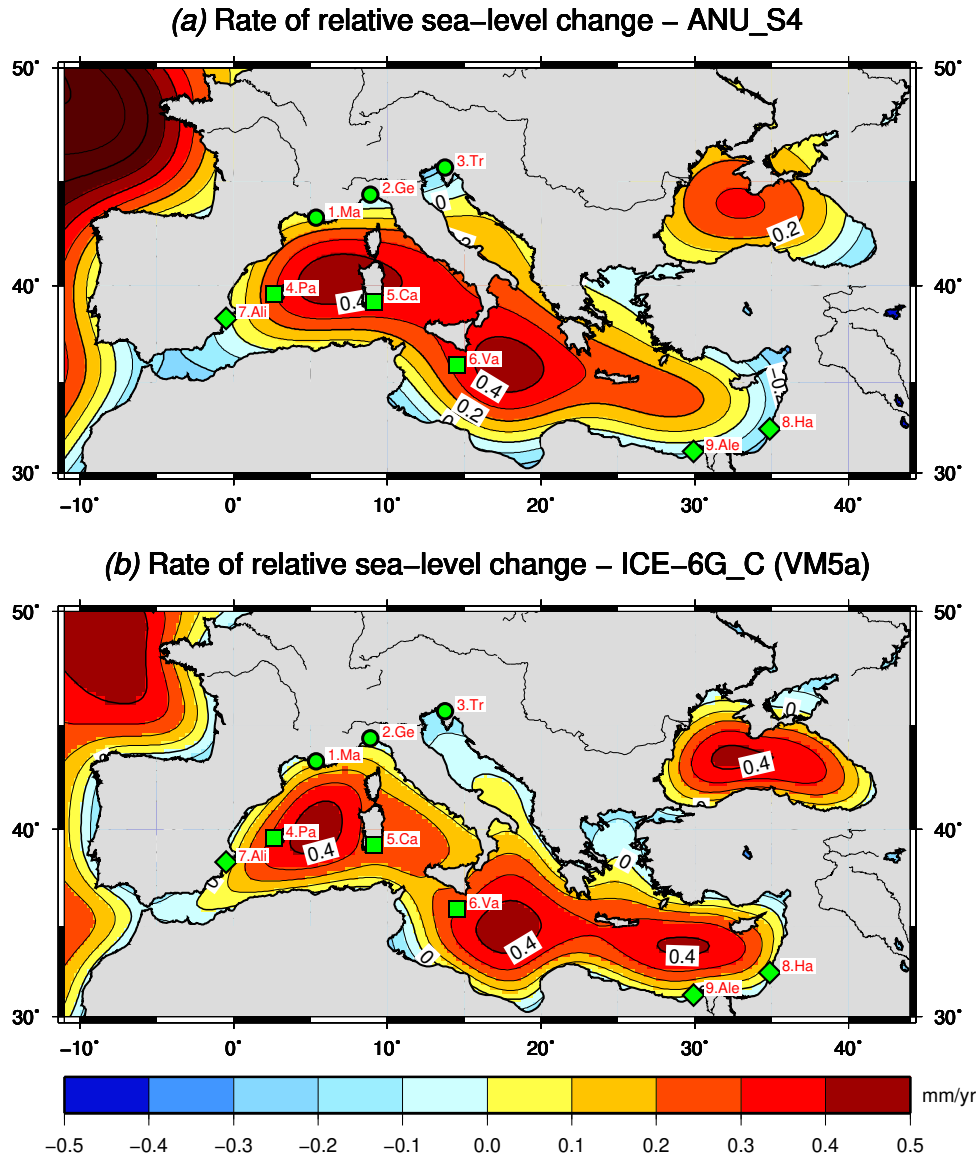 (a) Rate of relative sea−level change − ANU_S4
50˚ 50˚
3.Tr
2.Ge
0
1.Ma
0.2
40˚ 4.Pa 5.Ca 40˚
0.4
7.Ali
6.Va
0.4
0.2
8.Ha
9.Ale
30˚ 30˚
−10˚ 0˚ 10˚ 20˚ 30˚ 40˚
(b) Rate of relative sea−level change − ICE−6G_C (VM5a)
50˚ 50˚
3.Tr
0
2.Ge
1.Ma
0.4
40˚ 4.Pa 5.Ca 40˚
0.4
7.Ali
0
6.Va
0.4
0
0.4
8.Ha
9.Ale
30˚ 30˚
−10˚ 0˚ 10˚ 20˚ 30˚ 40˚
mm/yr
−0.5 −0.4 −0.3 −0.2 −0.1 0.0 0.1 0.2 0.3 0.4 0.5